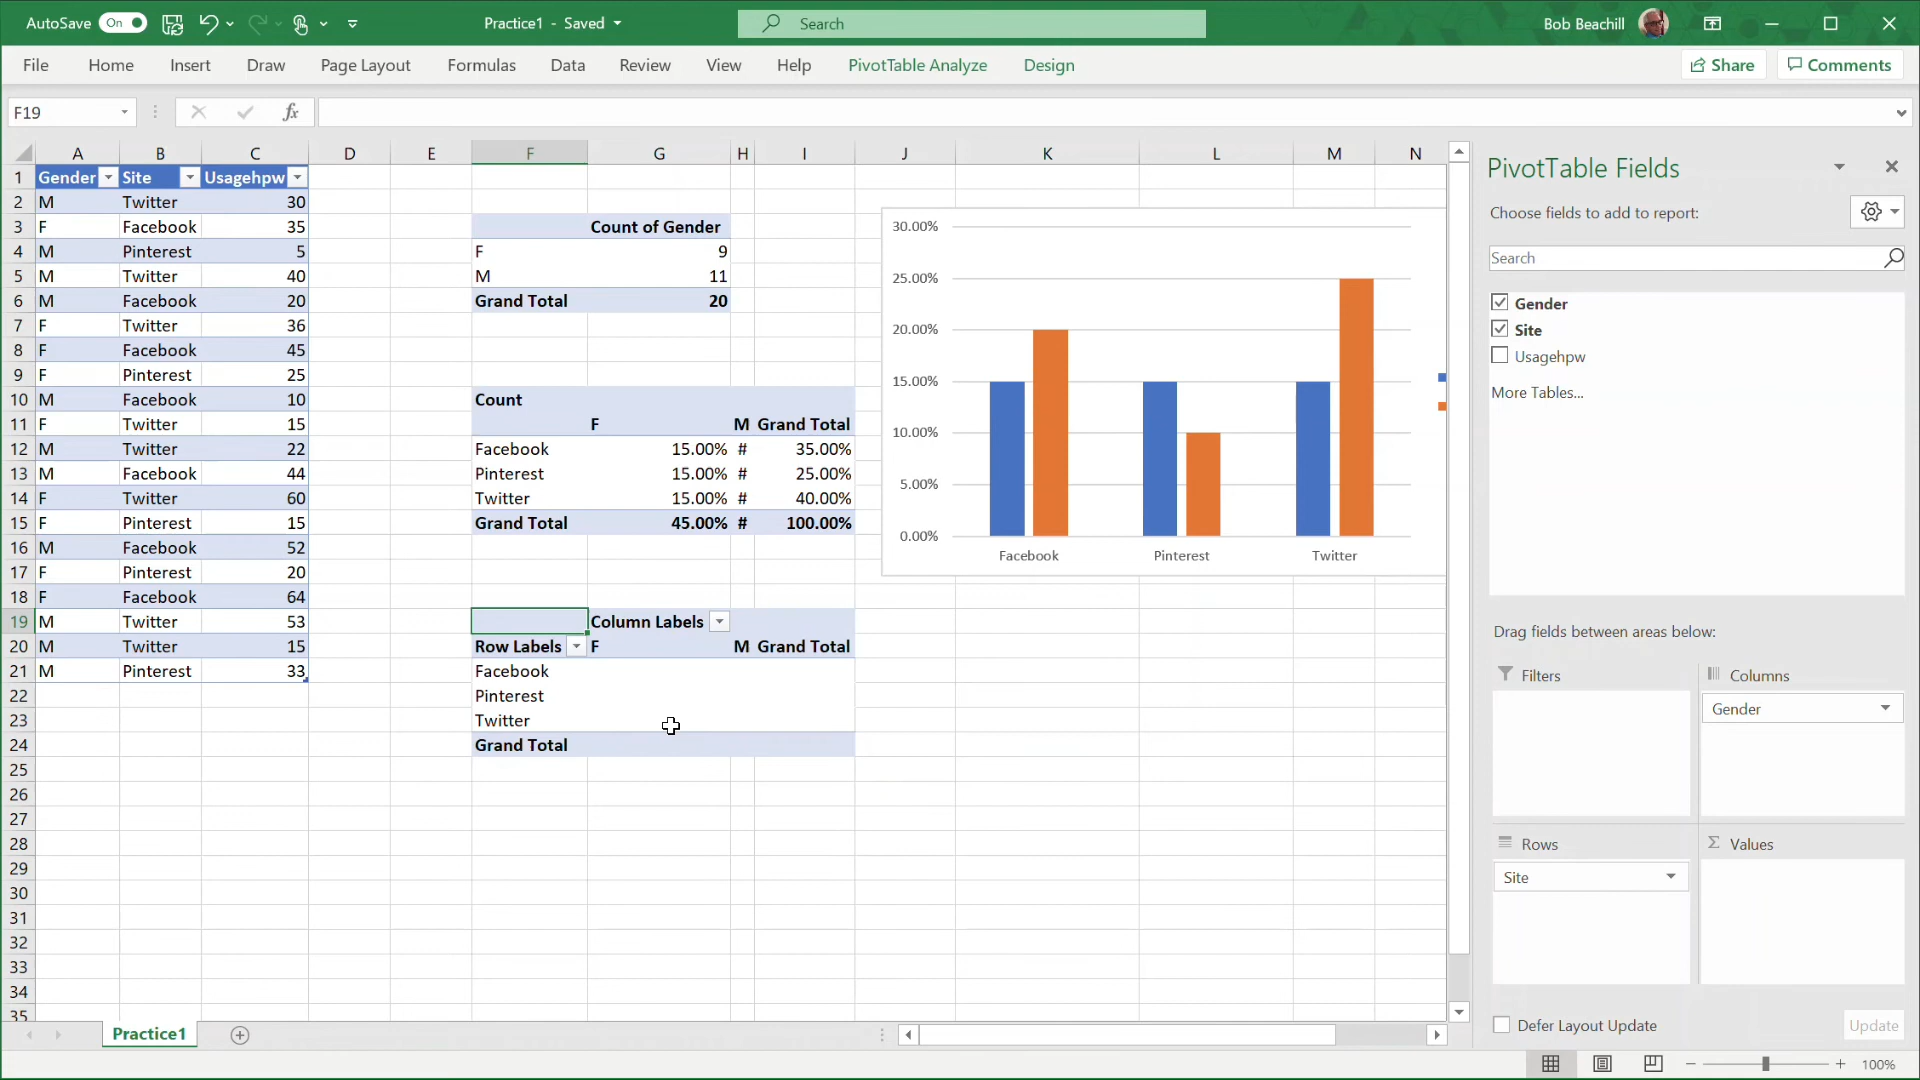 AutoSave On Practice1 - Saved Search Bob Beachill
File Home Insert Draw Page Layout Formulas Data Review View Help PivotTable Analyze Design Share Comments
F19 fx
A B C D E F G H I J K L M N
1 Gender Site Usagehpw
2 M Twitter 30
3 F Facebook 35 Count of Gender
4 M Pinterest 5 F 9
5 M Twitter 40 M 11
6 M Facebook 20 Grand Total 20
7 F Twitter 36
8 F Facebook 45
9 F Pinterest 25
10 M Facebook 10 Count
11 F Twitter 15 F M Grand Total
12 M Twitter 22 Facebook 15.00% # 35.00%
13 M Facebook 44 Pinterest 15.00% # 25.00%
14 F Twitter 60 Twitter 15.00% # 40.00%
15 F Pinterest 15 Grand Total 45.00% # 100.00%
16 M Facebook 52
17 F Pinterest 20
18 F Facebook 64
19 M Twitter 53 Column Labels
20 M Twitter 15 Row Labels F M Grand Total
21 M Pinterest 33 Facebook
22 Pinterest
23 Twitter
24 Grand Total
25
26
27
28
29
30
31
32
33
34
35
30.00%
25.00%
20.00%
15.00%
10.00%
5.00%
0.00%
Facebook Pinterest Twitter
PivotTable Fields
Choose fields to add to report:
Search
Gender
Site
Usagehpw
More Tables...
Drag fields between areas below:
Filters Columns
Gender
Rows Σ Values
Site
Defer Layout Update Update
Practice1
100%